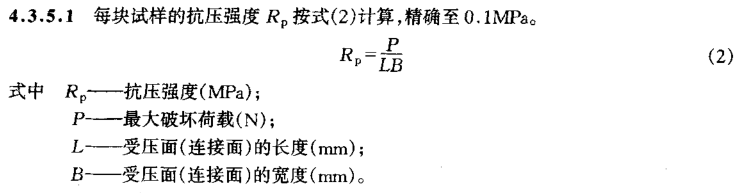 4.3.5.1 每块试样的抗压强度 Rp 按式(2)计算,精确至 0.1MPa。
Rp=P/LB (2)
式中 Rp——抗压强度(MPa);
P——最大破坏荷载(N);
L——受压面(连接面)的长度(mm);
B——受压面(连接面)的宽度(mm)。